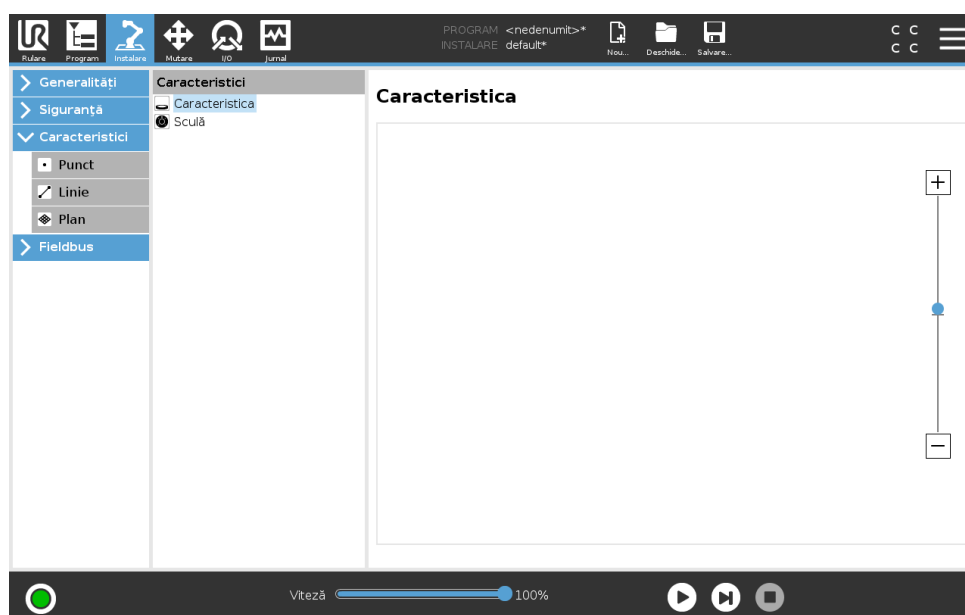 UR
Rulare
Program
Instalare
Mutare
I/O
Jurnal
PROGRAM <nedenumit>*
INSTALARE default*
Nou...
Deschide...
Salvare...
C C
C C
Generalități
Siguranță
Caracteristici
Punct
Linie
Plan
Fieldbus
Caracteristici
Caracteristica
Sculă
Caracteristica
Viteză
100%